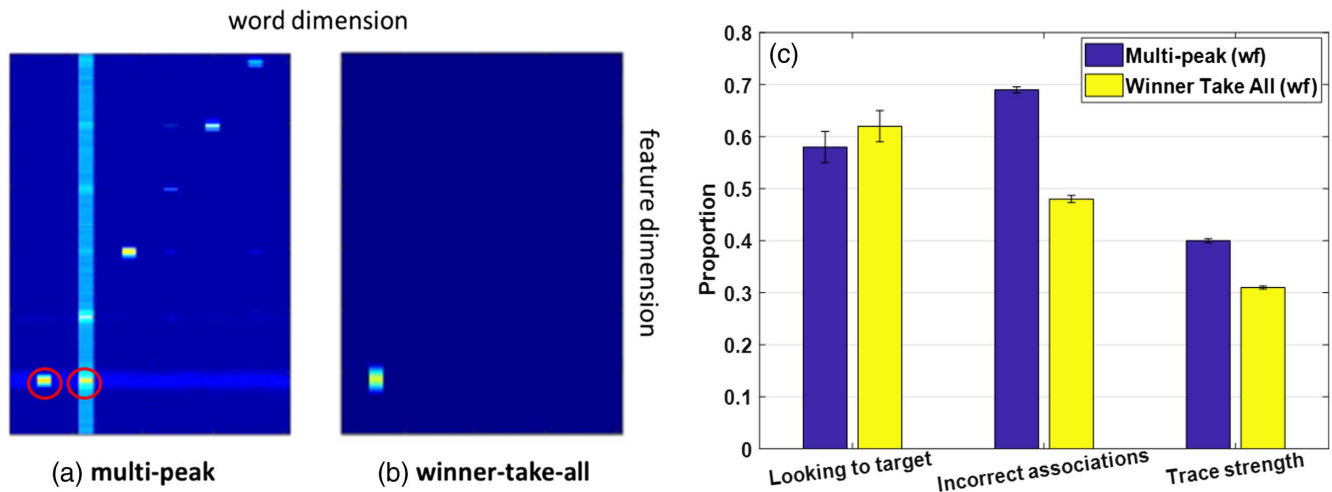 word dimension
feature dimension
(a) multi-peak
(b) winner-take-all
(c)
Multi-peak (wf)
Winner Take All (wf)
Proportion
0.8
0.7
0.6
0.5
0.4
0.3
0.2
0.1
0
Looking to target
Incorrect associations
Trace strength